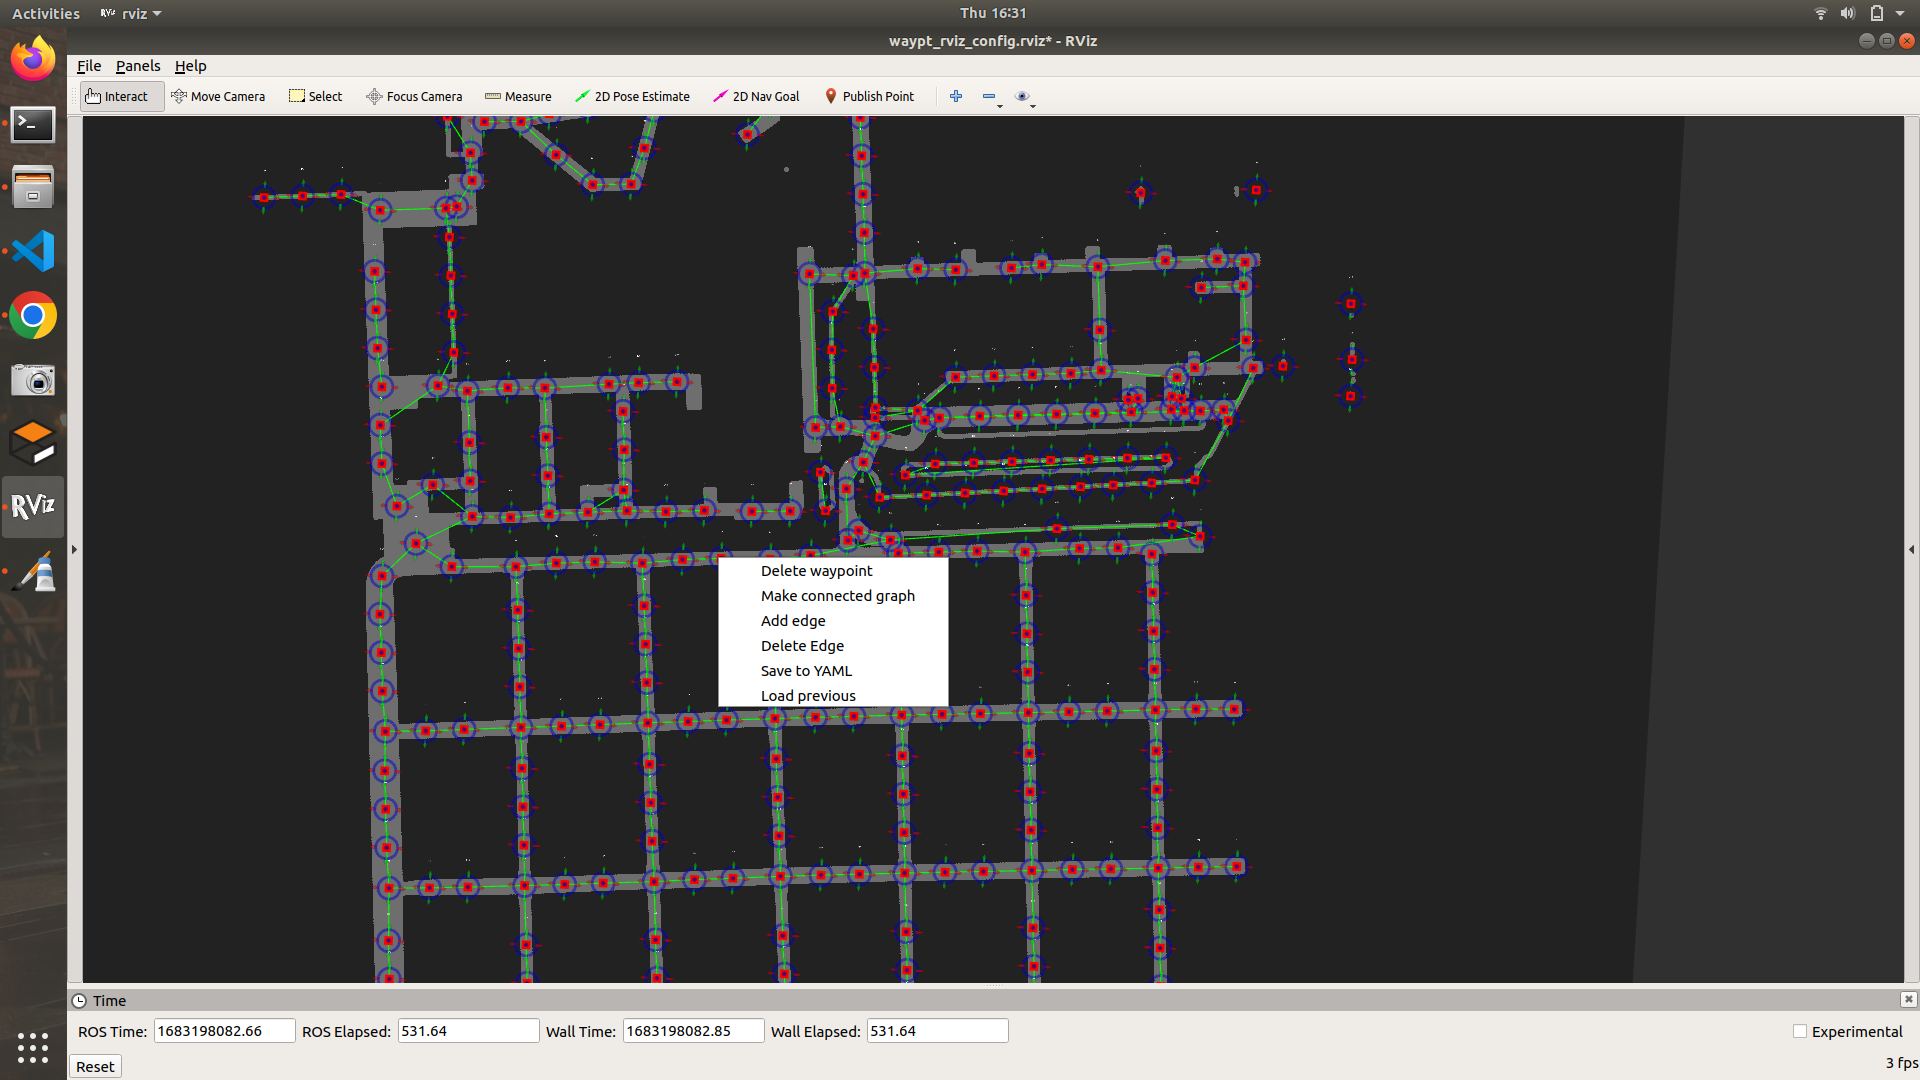 Activities
rviz
Thu 16:31
waypt_rviz_config.rviz* - RViz
File Panels Help
Interact Move Camera Select Focus Camera Measure 2D Pose Estimate 2D Nav Goal Publish Point
RViz
Delete waypoint
Make connected graph
Add edge
Delete Edge
Save to YAML
Load previous
Time
ROS Time: 1683198082.66 ROS Elapsed: 531.64 Wall Time: 1683198082.85 Wall Elapsed: 531.64 Experimental
Reset
3 fps